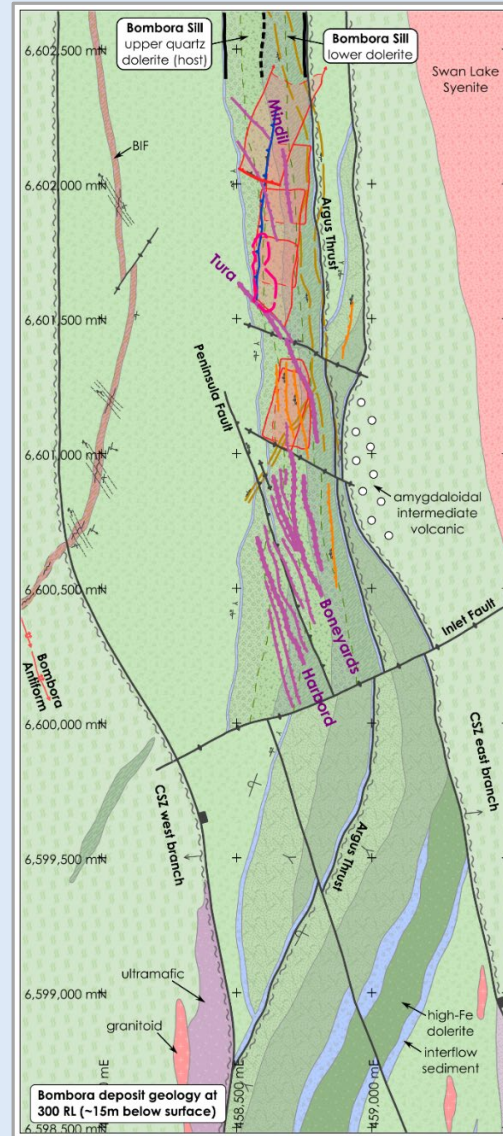 Bombora Sill
upper quartz
dolerite (host)
Bombora Sill
lower dolerite
6,602,500 mN
Swan Lake
Syenite
Mindil
BIF
6,602,000 mN
Argus Thrust
Tura
6,601,500 mN
Peninsula Fault
6,601,000 mN
amygdaloidal
intermediate
volcanic
6,600,500 mN
Boneyards
Inlet Fault
Bombora
Antiform
Harbord
6,600,000 mN
CSZ west branch
CSZ east branch
Argus Thrust
6,599,500 mN
ultramafic
6,599,000 mN
high-Fe
dolerite
granitoid
interflow
sediment
458,500 mE
459,000 mE
Bombora deposit geology at
300 RL (~15m below surface)
6,598,500 mN